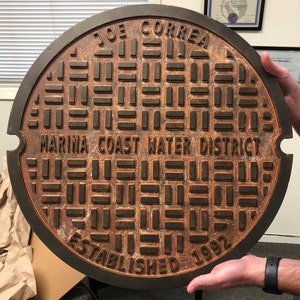 JOE CORREA
MARINA COAST WATER DISTRICT
ESTABLISHED 1992